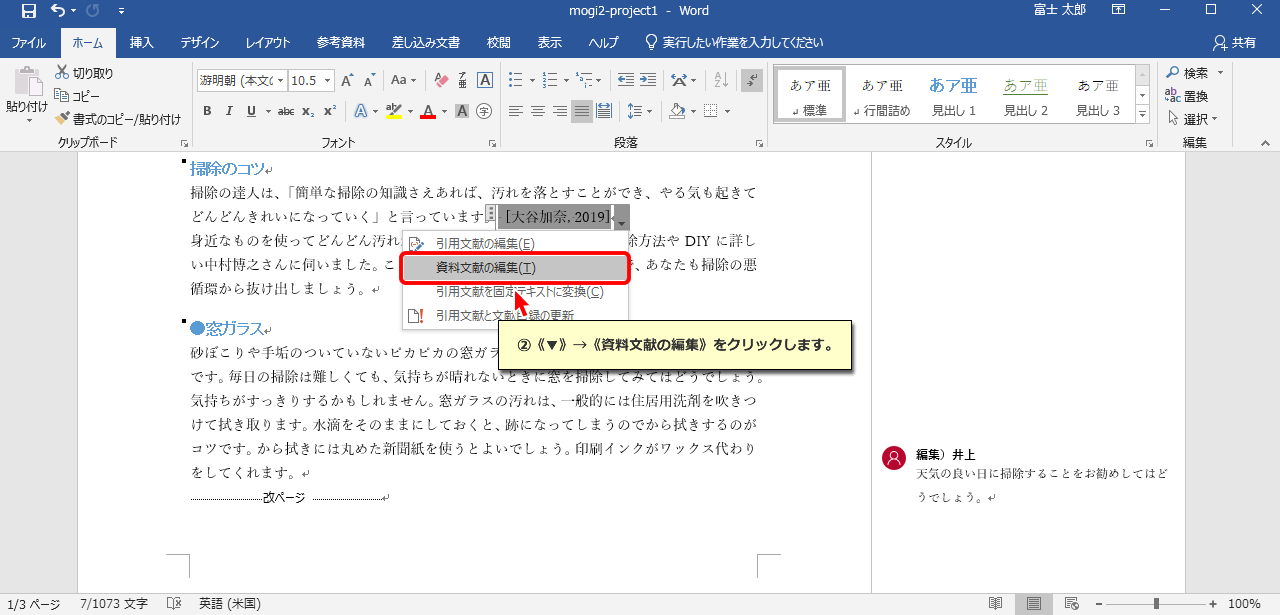 mogi2-project1 - Word
富士 太郎
ファイル ホーム 挿入 デザイン レイアウト 参考資料 差し込み文書 校閲 表示 ヘルプ 実行したい作業を入力してください 共有
貼り付け
切り取り
コピー
書式のコピー/貼り付け
クリップボード
游明朝 (本文の 10.5 A A Aa A
B I U abc x₂ x² A ab A A 字
フォント
段落
あア亜 標準
あア亜 行間詰め
あア亜 見出し 1
あア亜 見出し 2
あア亜 見出し 3
スタイル
検索
置換
選択
編集
掃除のコツ
掃除の達人は、「簡単な掃除の知識さえあれば、汚れを落とすことができ、やる気も起きて
どんどんきれいになっていく」と言っています [大谷加奈, 2019]
身近なものを使ってどんどん汚れ
除方法や DIY に詳し
い中村博之さんに伺いました。こ
、あなたも掃除の悪
循環から抜け出しましょう。
引用文献の編集(E)
資料文献の編集(T)
引用文献を固定テキストに変換(C)
引用文献と文献目録の更新
②《▼》→《資料文献の編集》をクリックします。
●窓ガラス
砂ぼこりや手垢のついていないピカピカの窓ガラ
です。毎日の掃除は難しくても、気持ちが晴れないときに窓を掃除してみてはどうでしょう。
気持ちがすっきりするかもしれません。窓ガラスの汚れは、一般的には住居用洗剤を吹きつ
けて拭き取ります。水滴をそのままにしておくと、跡になってしまうのでから拭きするのが
コツです。から拭きには丸めた新聞紙を使うとよいでしょう。印刷インクがワックス代わり
をしてくれます。
改ページ
編集）井上
天気の良い日に掃除することをお勧めしてはど
うでしょう。
1/3 ページ 7/1073 文字 英語 (米国) 100%